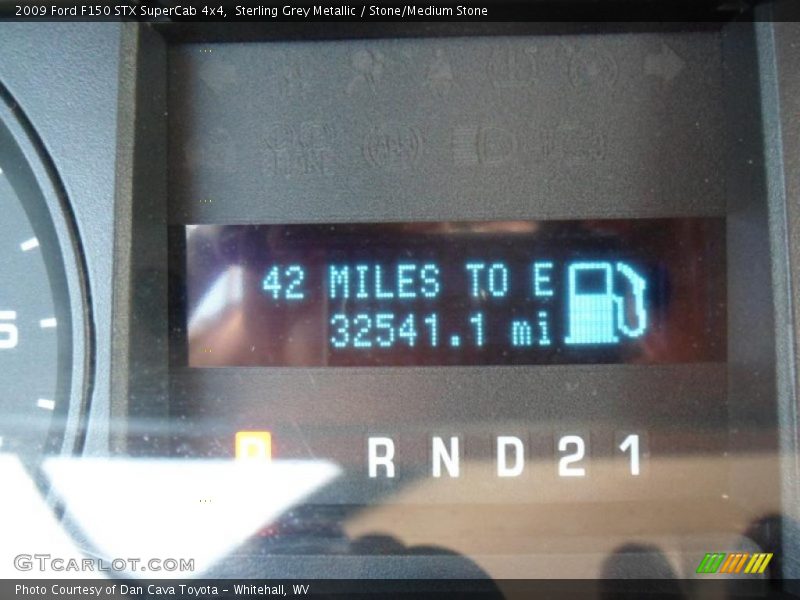 2009 Ford F150 STX SuperCab 4x4,  Sterling Grey Metallic / Stone/Medium Stone
42 MILES TO E
32541.1 mi
5
P R N D 2 1
GTCARLOT.COM
Photo Courtesy of Dan Cava Toyota - Whitehall, WV